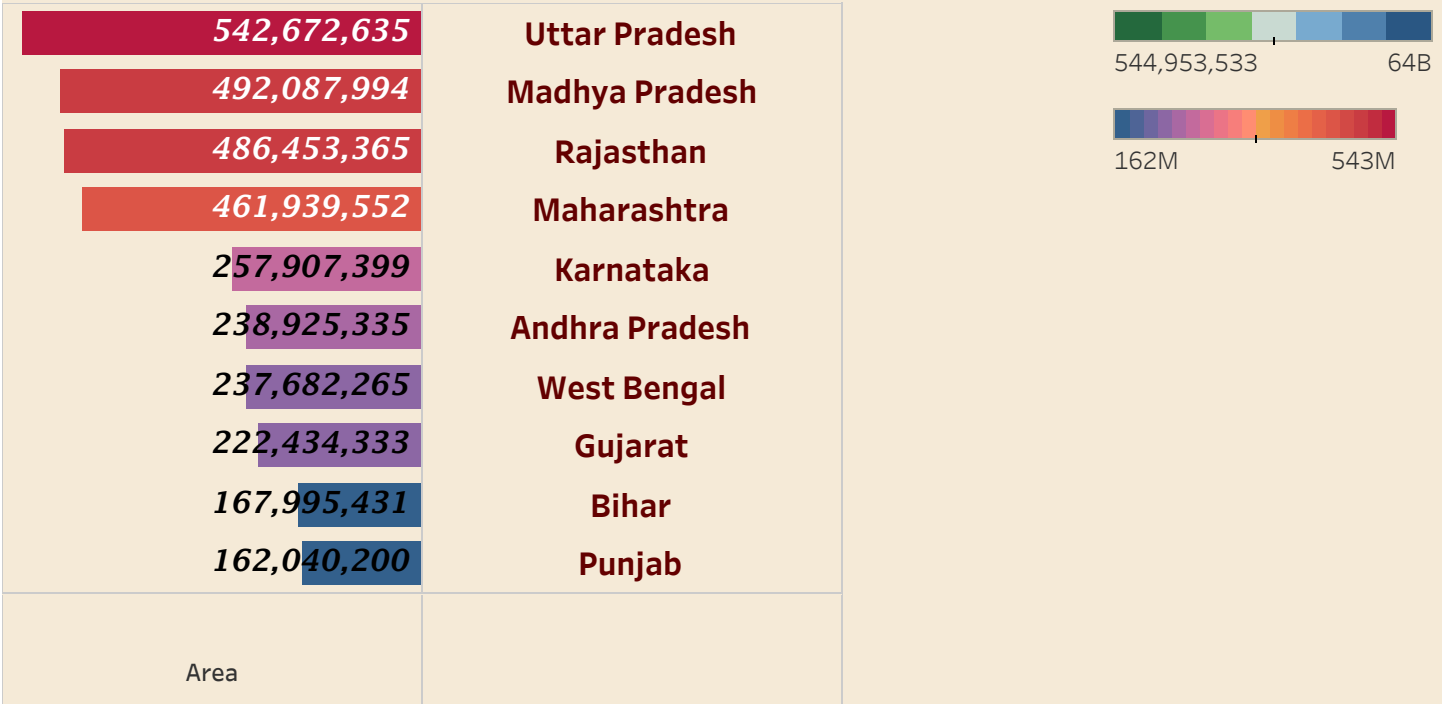 542,672,635 Uttar Pradesh
492,087,994 Madhya Pradesh
486,453,365 Rajasthan
461,939,552 Maharashtra
257,907,399 Karnataka
238,925,335 Andhra Pradesh
237,682,265 West Bengal
222,434,333 Gujarat
167,995,431 Bihar
162,040,200 Punjab
Area
544,953,533 64B
162M 543M